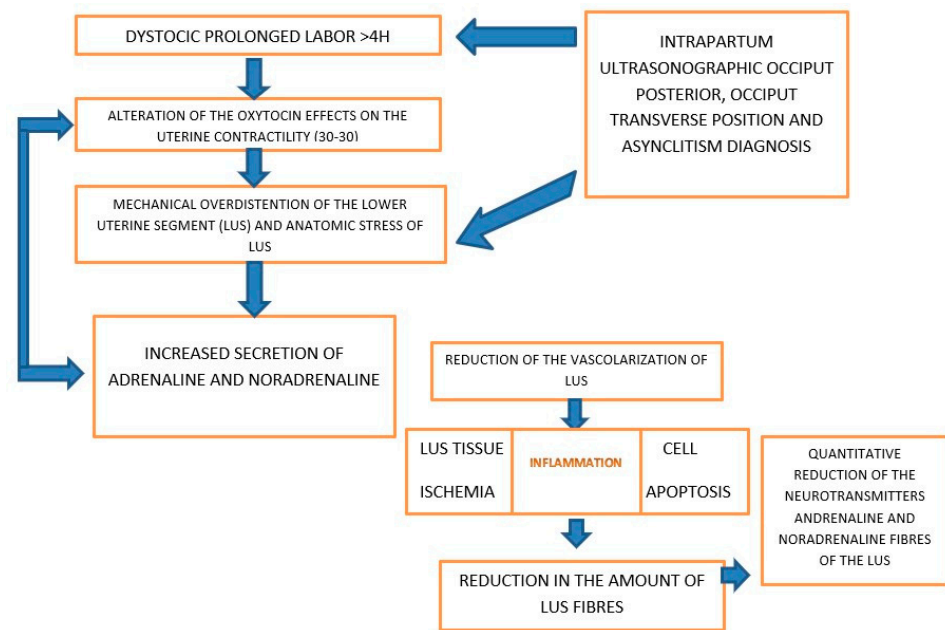 DYSTOCIC PROLONGED LABOR >4H
INTRAPARTUM
ULTRASONOGRAPHIC OCCIPUT
POSTERIOR, OCCIPUT
TRANSVERSE POSITION AND
ASYNCLITISM DIAGNOSIS
ALTERATION OF THE OXYTOCIN EFFECTS ON THE
UTERINE CONTRACTILITY (30-30)
MECHANICAL OVERDISTENTION OF THE LOWER
UTERINE SEGMENT (LUS) AND ANATOMIC STRESS OF
LUS
INCREASED SECRETION OF
ADRENALINE AND NORADRENALINE
REDUCTION OF THE VASCOLARIZATION OF
LUS
LUS TISSUE
ISCHEMIA
INFLAMMATION
CELL
APOPTOSIS
QUANTITATIVE
REDUCTION OF THE
NEUROTRANSMITTERS
ANDRENALINE AND
NORADRENALINE FIBRES
OF THE LUS
REDUCTION IN THE AMOUNT OF
LUS FIBRES